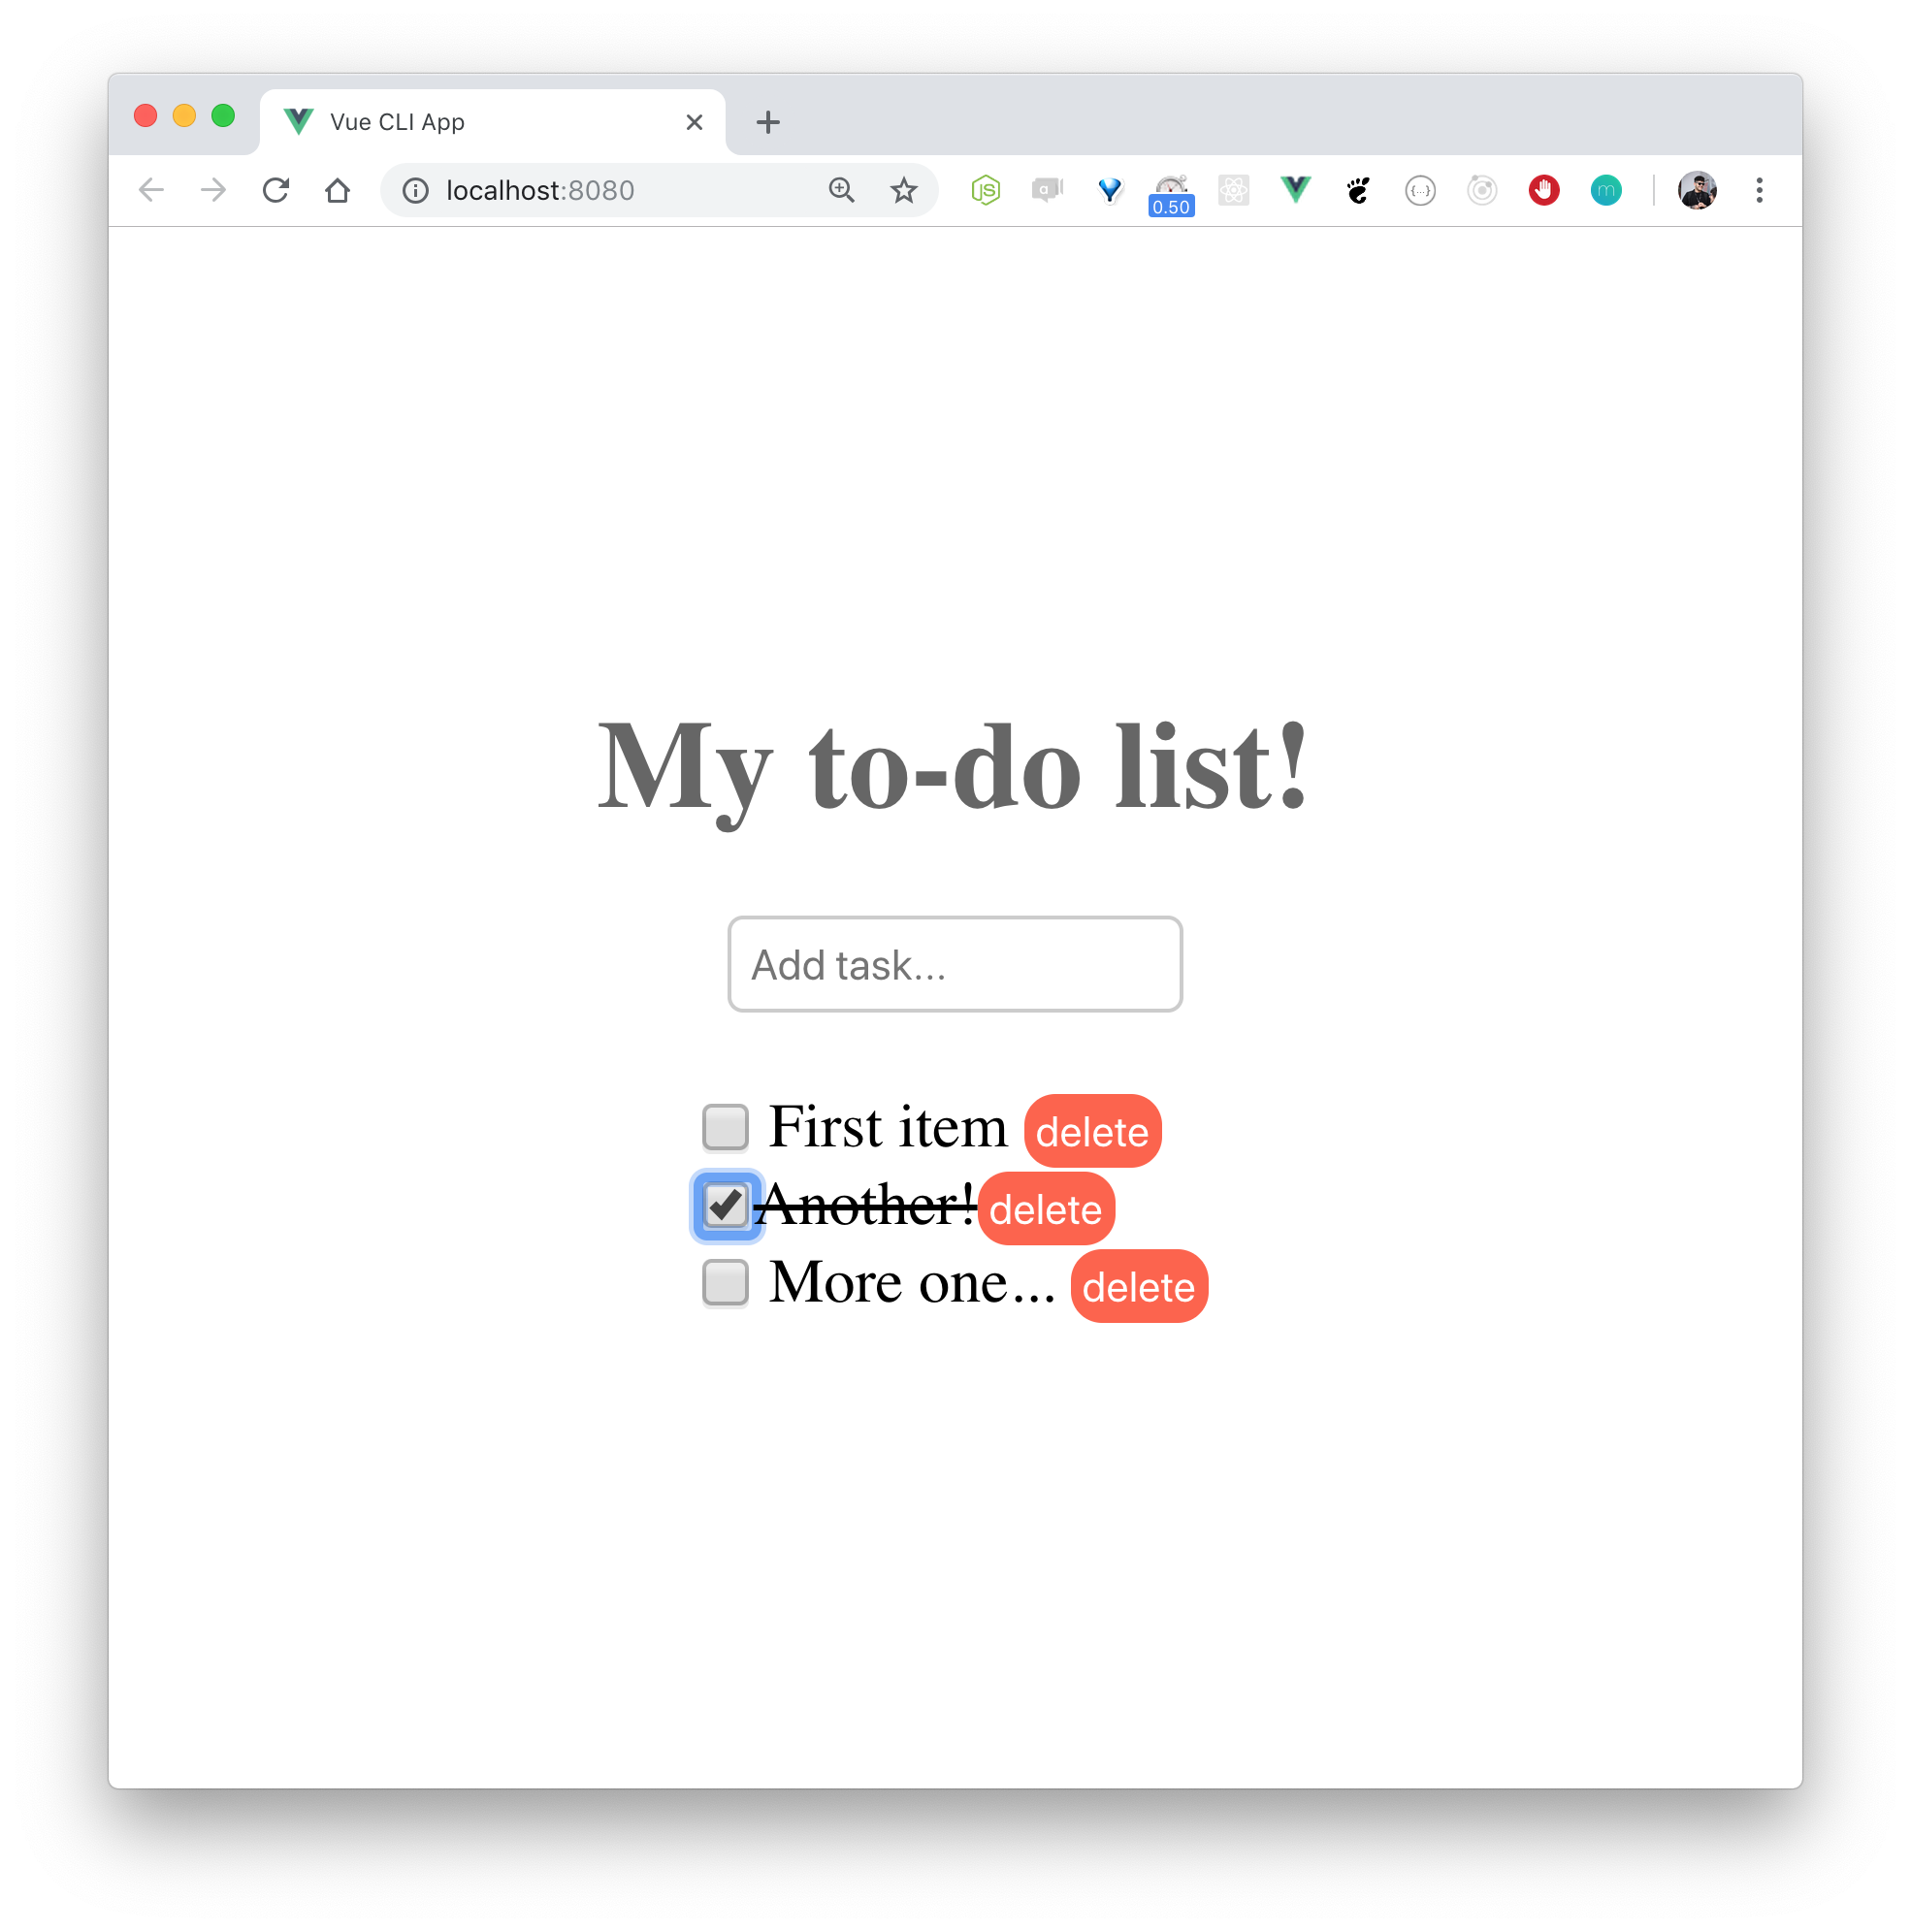 Vue CLI App
localhost:8080
JS
a
0.50
{...}
m
My to-do list!
Add task...
First item delete
Another! delete
More one... delete